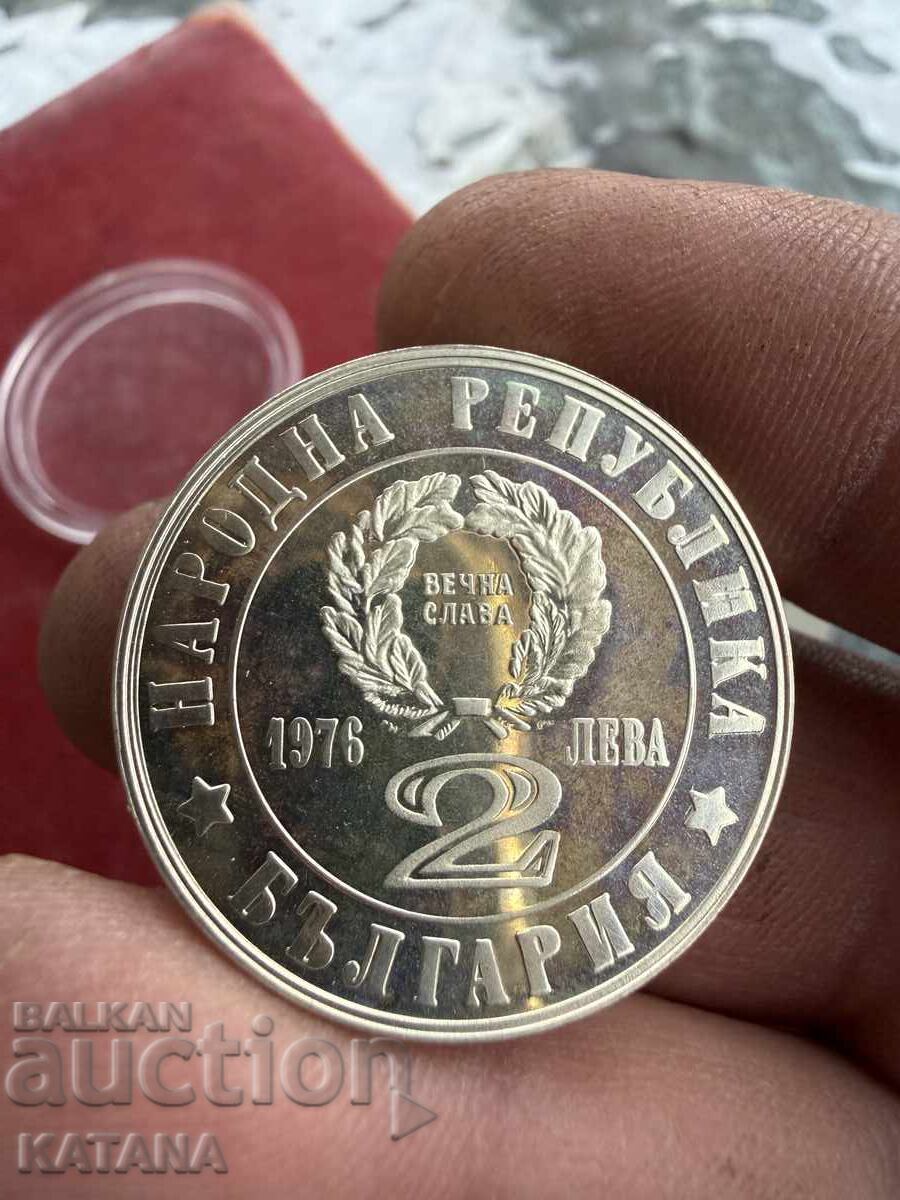 НАРОДНА РЕПУБЛИКА
ВЕЧНА
СЛАВА
1976 ЛЕВА
2
БЪЛГАРИЯ
BALKAN
auction
KATANA